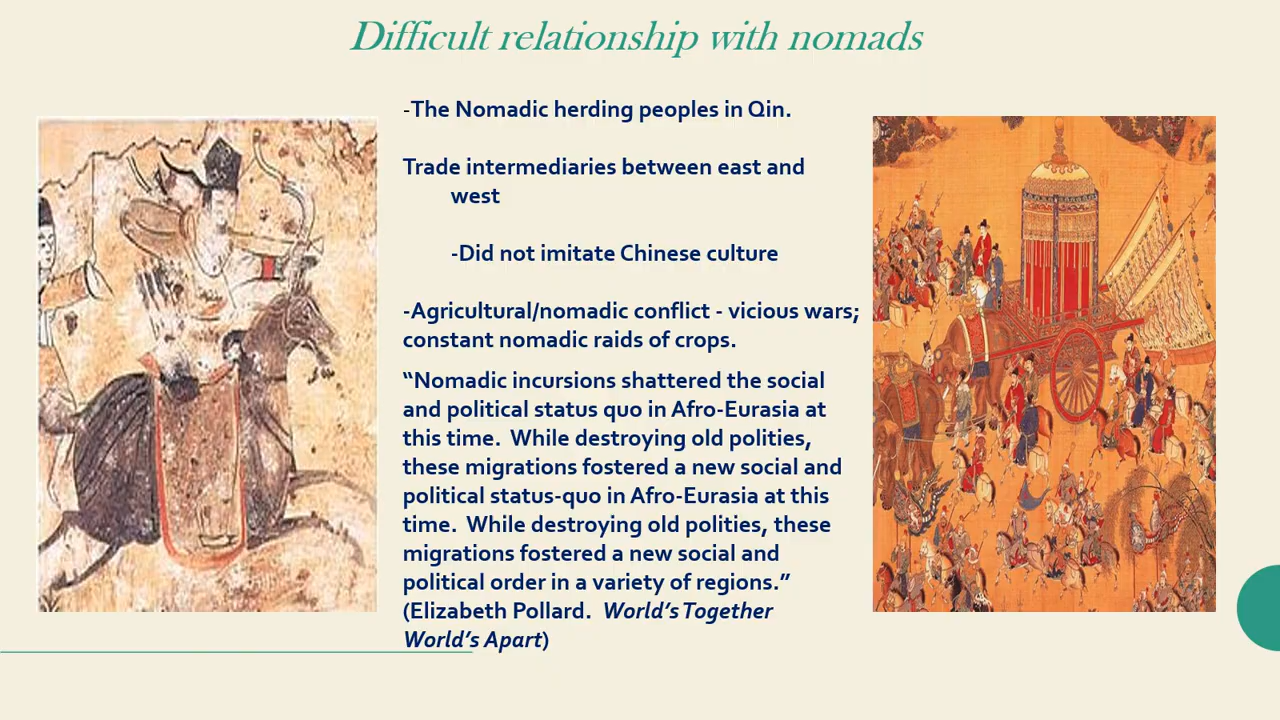 Difficult relationship with nomads
-The Nomadic herding peoples in Qin.
Trade intermediaries between east and
west
-Did not imitate Chinese culture
-Agricultural/nomadic conflict - vicious wars;
constant nomadic raids of crops.
“Nomadic incursions shattered the social
and political status quo in Afro-Eurasia at
this time.  While destroying old polities,
these migrations fostered a new social and
political status-quo in Afro-Eurasia at this
time.  While destroying old polities, these
migrations fostered a new social and
political order in a variety of regions.”
(Elizabeth Pollard.  World’s Together
World’s Apart)